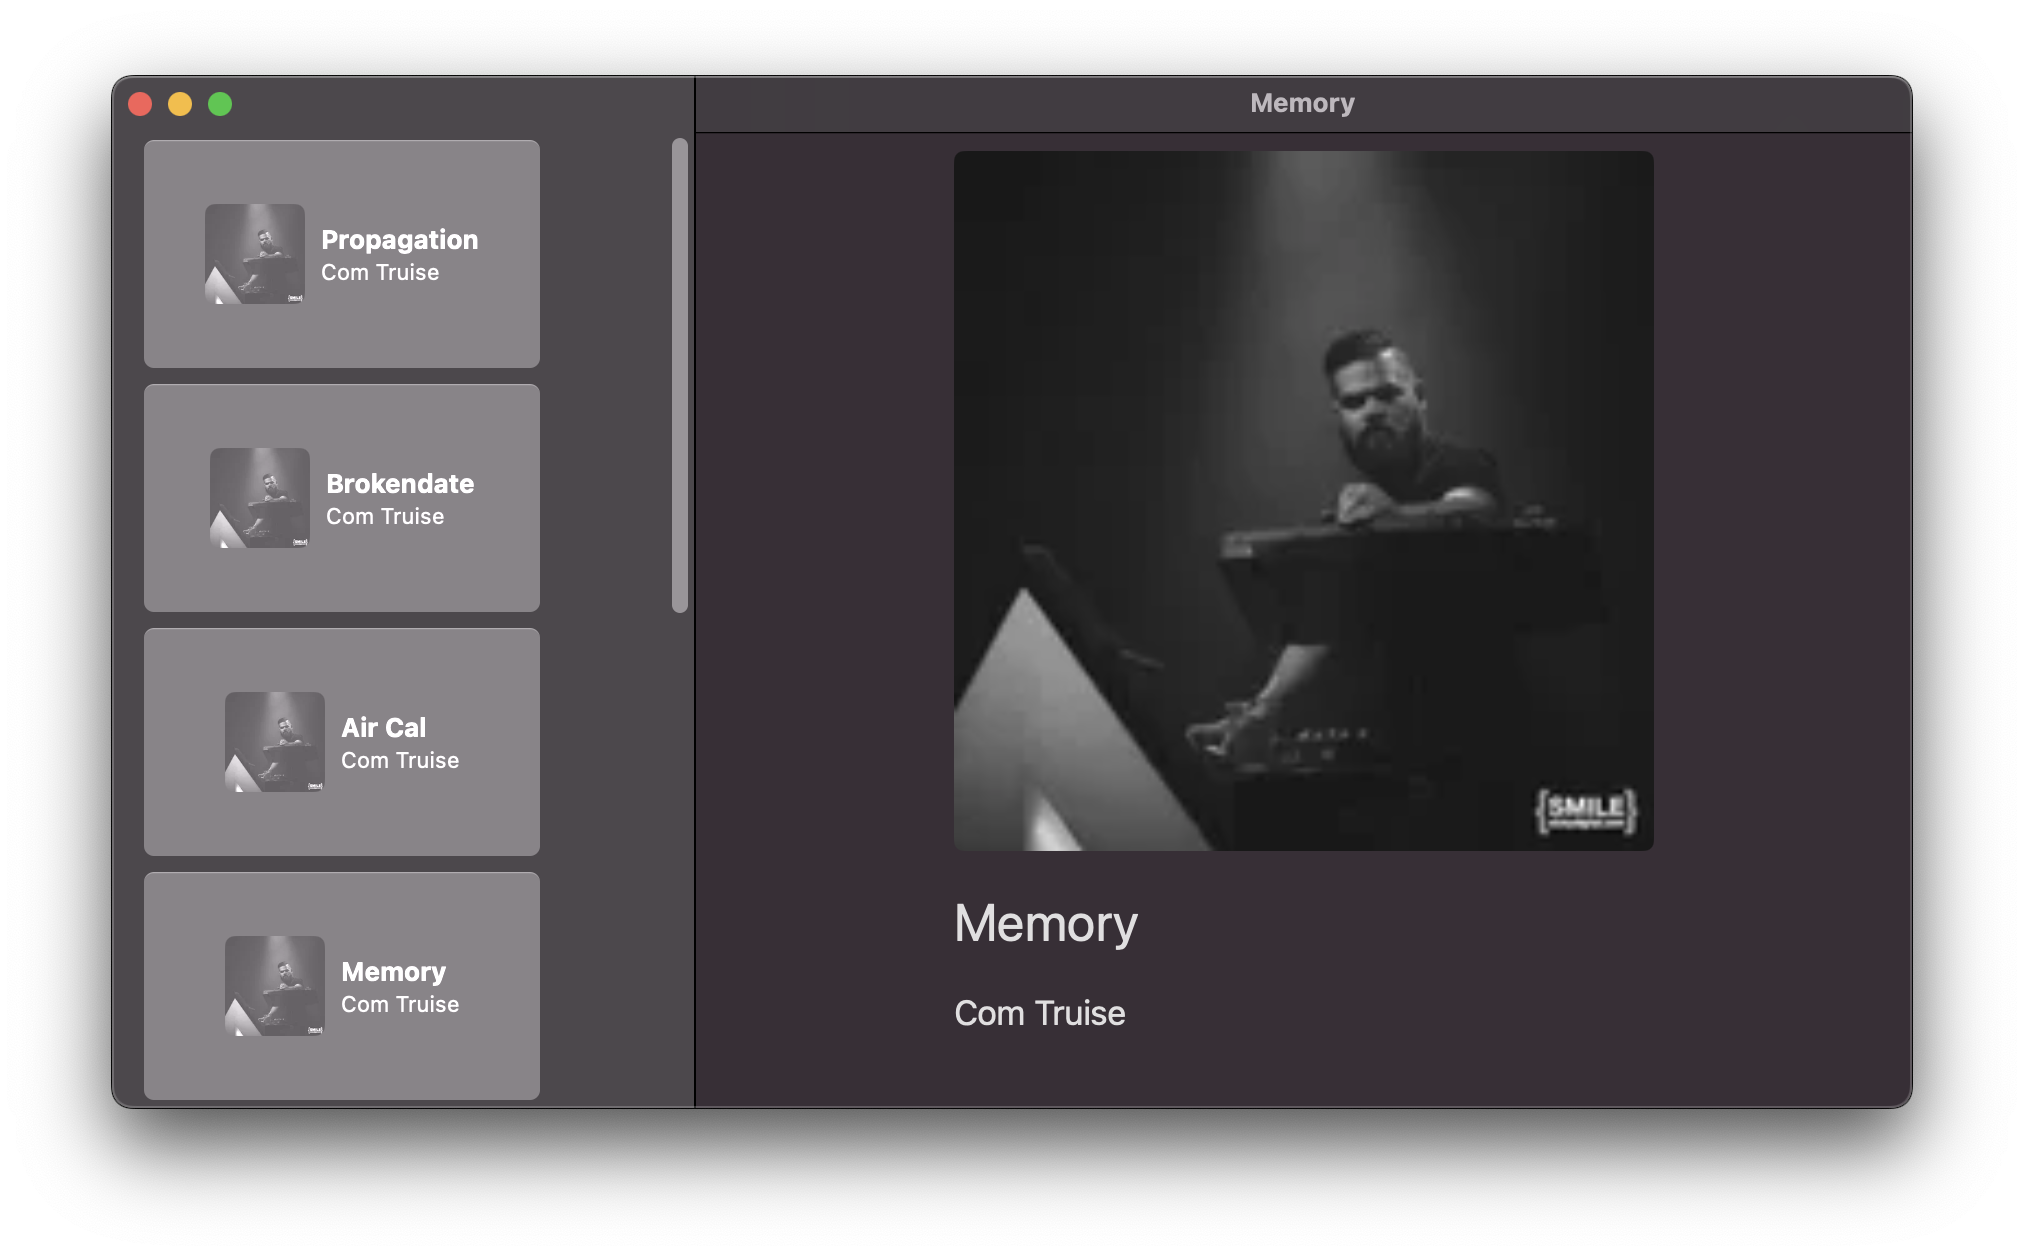 Memory
Propagation
Com Truise
Brokendate
Com Truise
Air Cal
Com Truise
Memory
Com Truise
{SMILE}
Memory
Com Truise